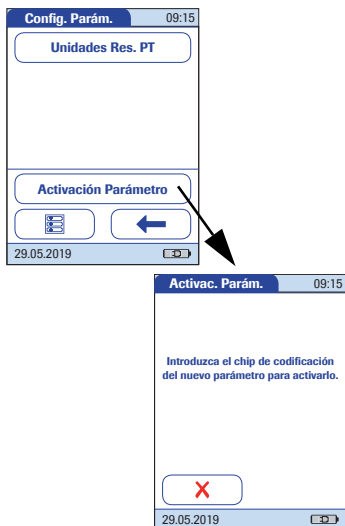 Config. Parám. 09:15
Unidades Res. PT
Activación Parámetro
29.05.2019
Activac. Parám. 09:15
Introduzca el chip de codificación
del nuevo parámetro para activarlo.
29.05.2019